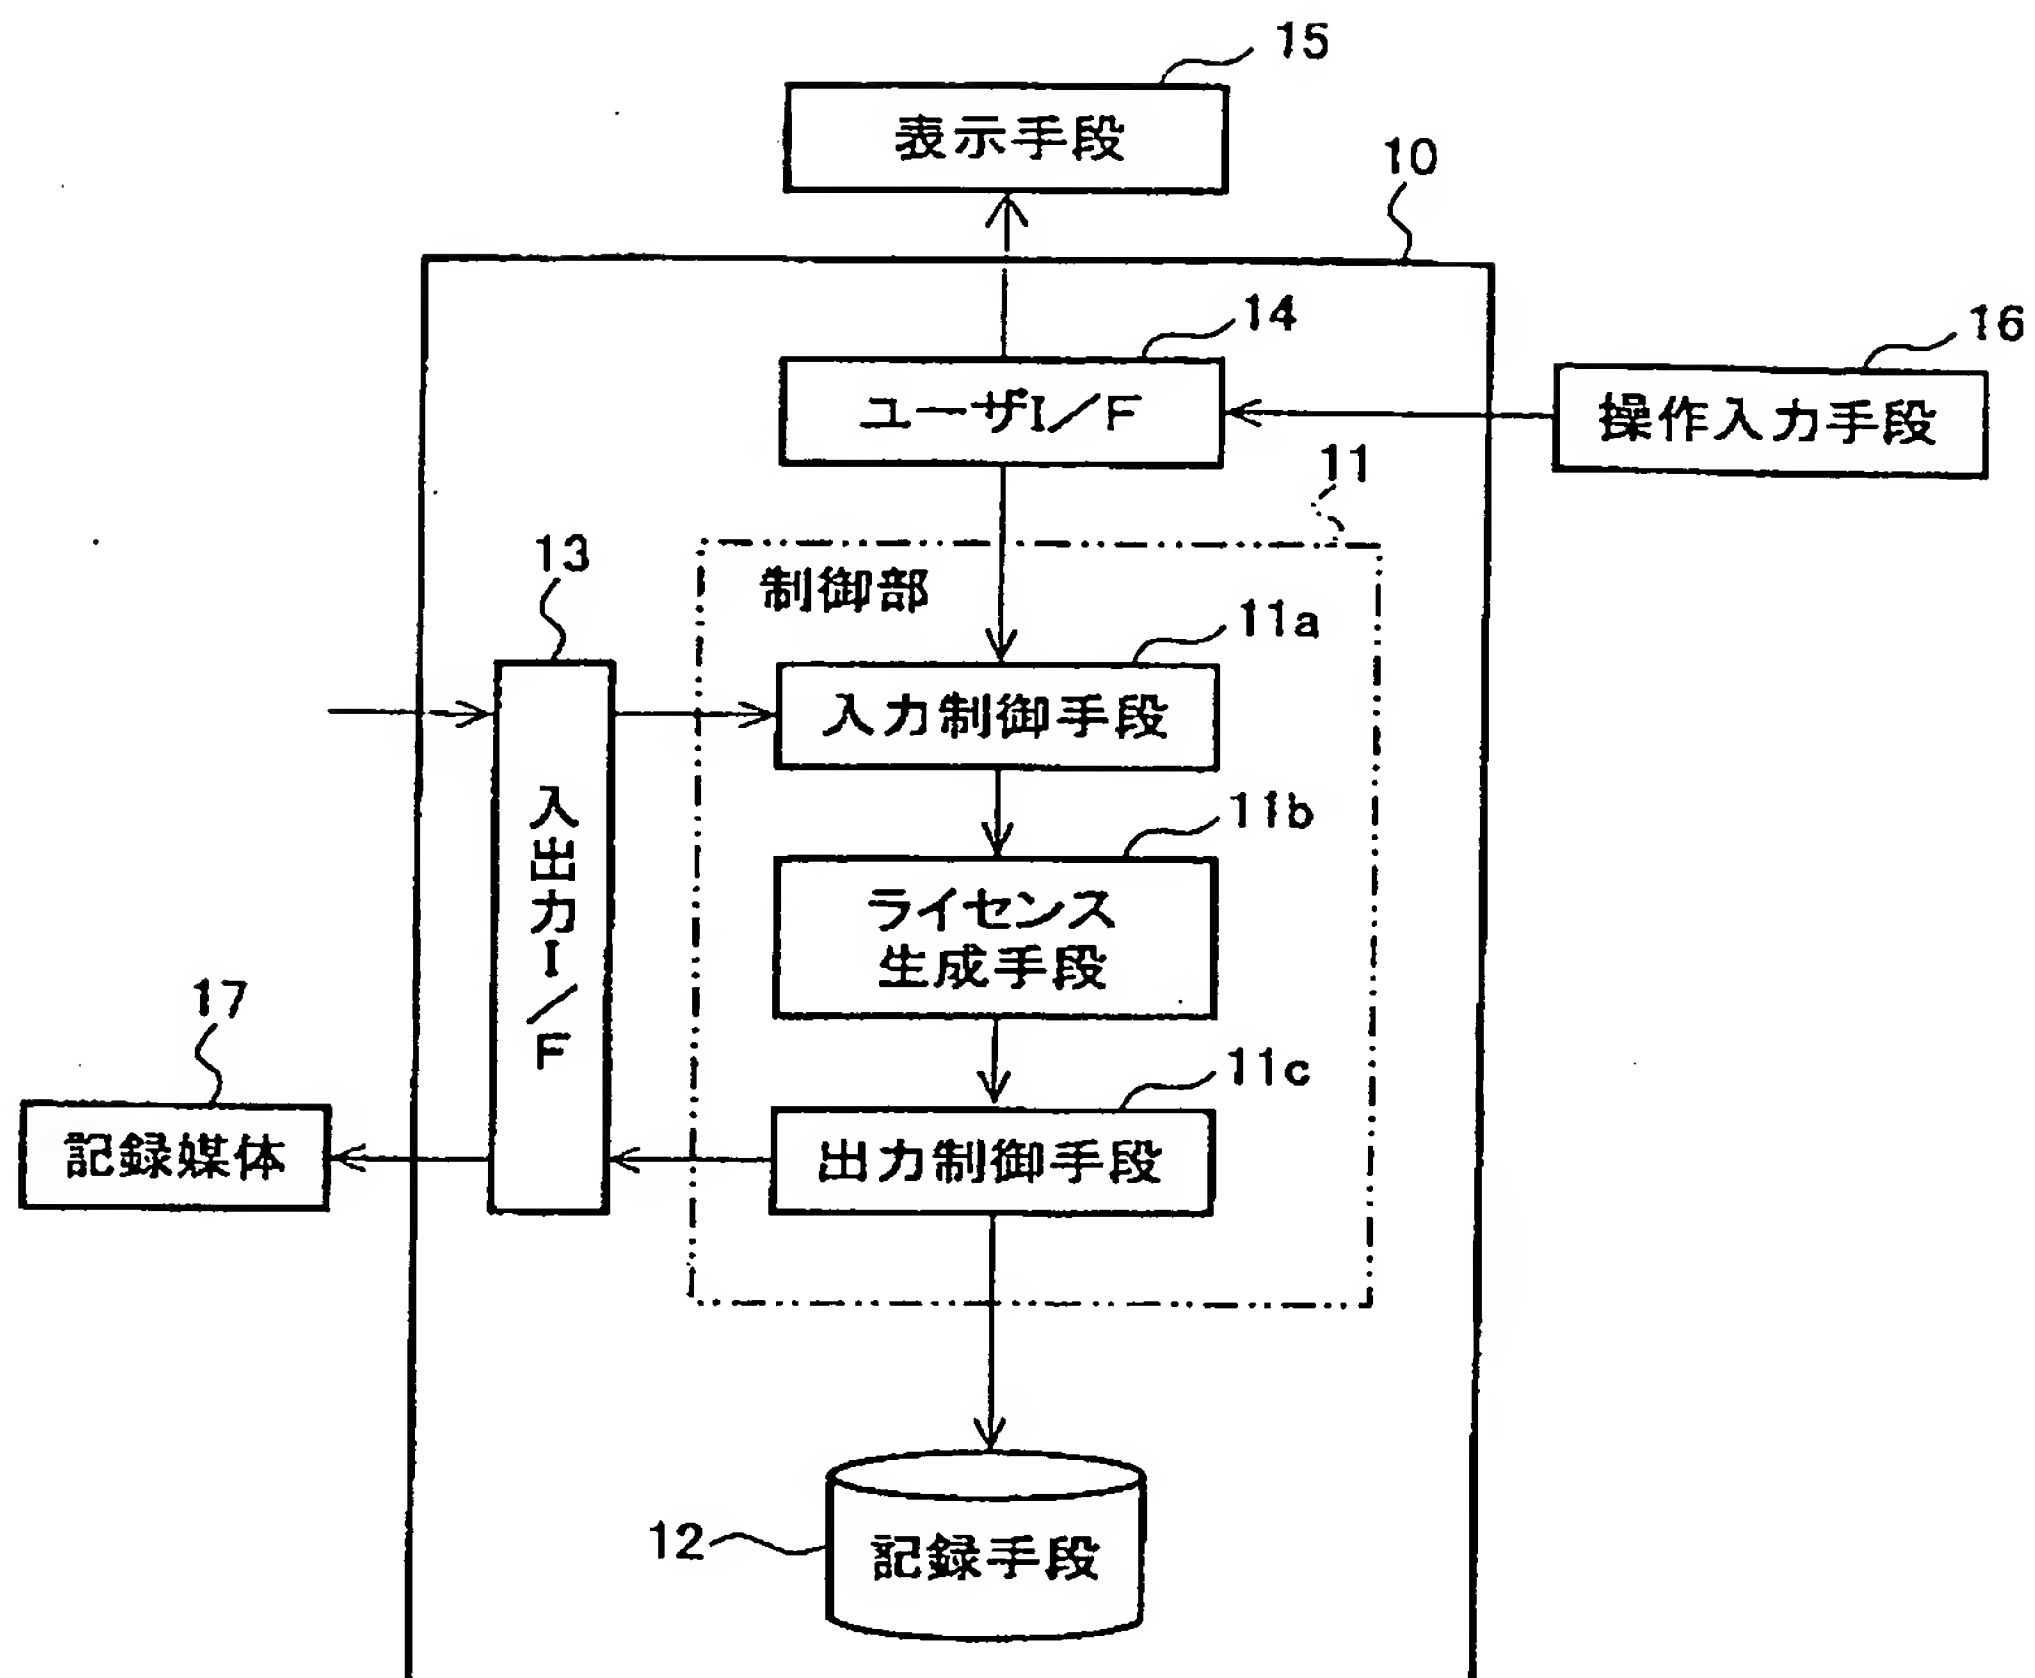 15
表示手段
10
14
ユーザI/F
16
操作入力手段
11
制御部
13
入出力I/F
11a
入力制御手段
11b
ライセンス
生成手段
11c
出力制御手段
17
記録媒体
12
記録手段